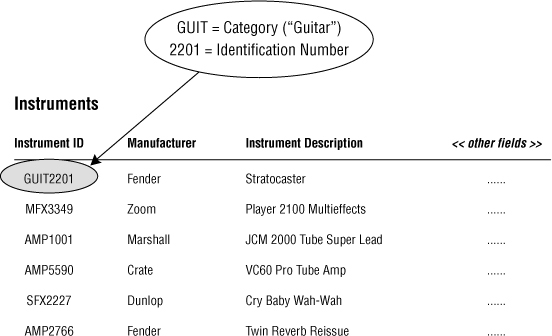 GUIT = Category (“Guitar”)
2201 = Identification Number
Instruments
Instrument ID Manufacturer Instrument Description << other fields >>
GUIT2201 Fender Stratocaster ......
MFX3349 Zoom Player 2100 Multieffects ......
AMP1001 Marshall JCM 2000 Tube Super Lead ......
AMP5590 Crate VC60 Pro Tube Amp ......
SFX2227 Dunlop Cry Baby Wah-Wah ......
AMP2766 Fender Twin Reverb Reissue ......